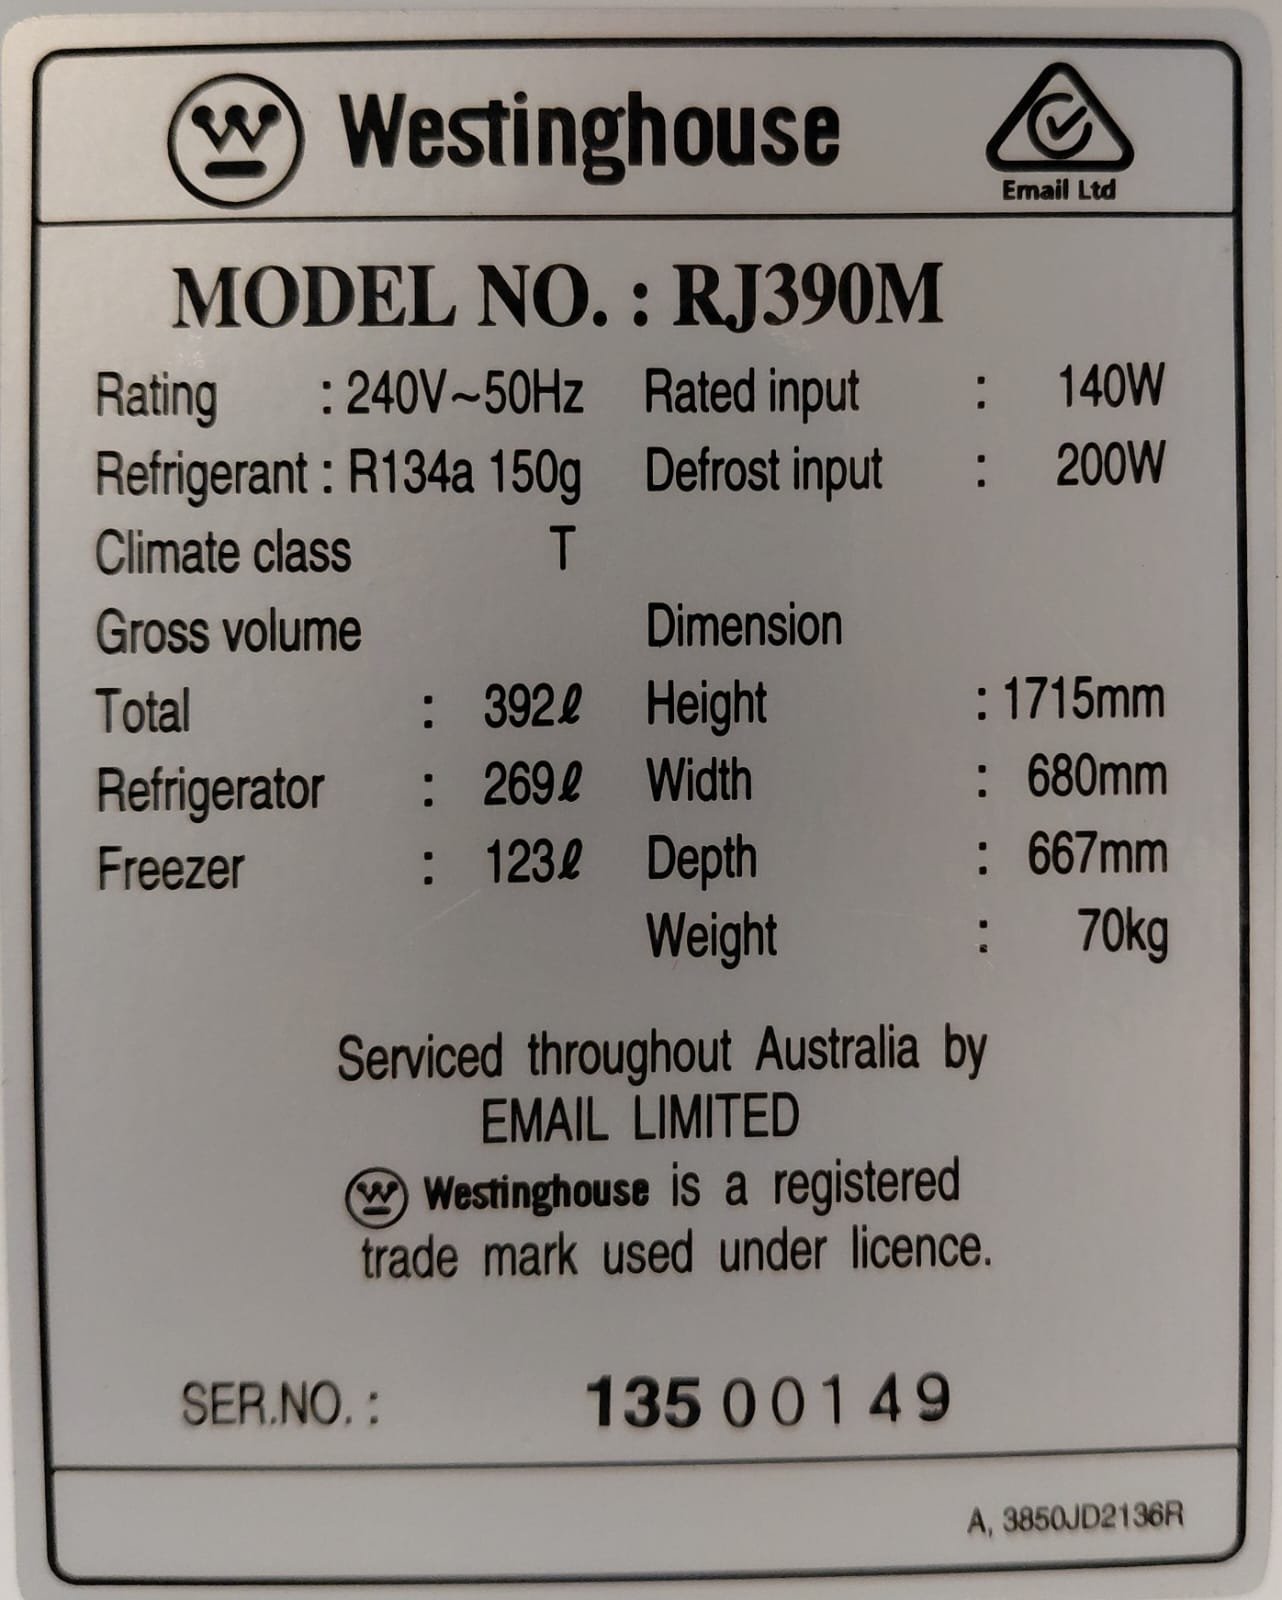 Westinghouse
Email Ltd
MODEL NO. : RJ390M
Rating : 240V~50Hz Rated input : 140W
Refrigerant : R134a 150g Defrost input : 200W
Climate class T
Gross volume Dimension
Total : 392ℓ Height : 1715mm
Refrigerator : 269ℓ Width : 680mm
Freezer : 123ℓ Depth : 667mm
Weight : 70kg
Serviced throughout Australia by
EMAIL LIMITED
Westinghouse is a registered
trade mark used under licence.
SER.NO. : 13500149
A, 3850JD2136R